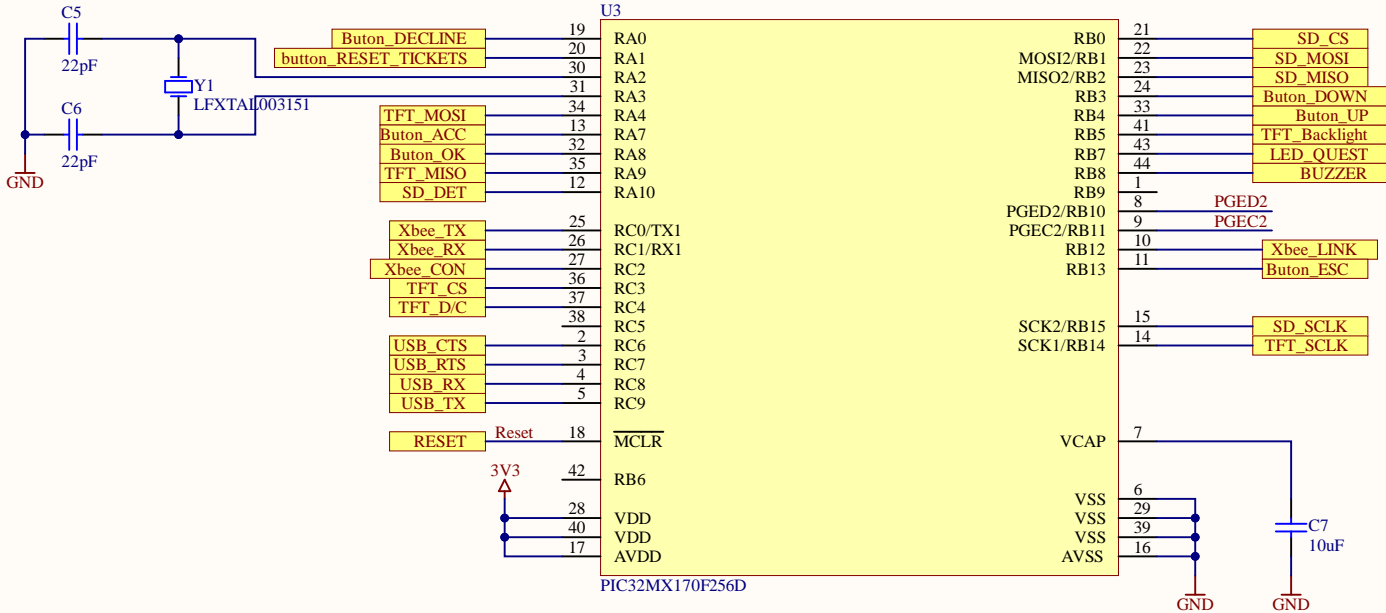 U3
C5
22pF
Y1
LFXTAL003151
C6
22pF
GND
Buton_DECLINE 19 RA0
button_RESET_TICKETS 20 RA1
30 RA2
31 RA3
TFT_MOSI 34 RA4
Buton_ACC 13 RA7
Buton_OK 32 RA8
TFT_MISO 35 RA9
SD_DET 12 RA10
Xbee_TX 25 RC0/TX1
Xbee_RX 26 RC1/RX1
Xbee_CON 27 RC2
TFT_CS 36 RC3
TFT_D/C 37 RC4
38 RC5
USB_CTS 2 RC6
USB_RTS 3 RC7
USB_RX 4 RC8
USB_TX 5 RC9
RESET Reset 18 MCLR
42 RB6
3V3
28 VDD
40 VDD
17 AVDD
RB0 21 SD_CS
MOSI2/RB1 22 SD_MOSI
MISO2/RB2 23 SD_MISO
RB3 24 Buton_DOWN
RB4 33 Buton_UP
RB5 41 TFT_Backlight
RB7 43 LED_QUEST
RB8 44 BUZZER
RB9 1
PGED2/RB10 8 PGED2
PGEC2/RB11 9 PGEC2
RB12 10 Xbee_LINK
RB13 11 Buton_ESC
SCK2/RB15 15 SD_SCLK
SCK1/RB14 14 TFT_SCLK
VCAP 7
VSS 6
VSS 29
VSS 39
AVSS 16
C7
10uF
GND
GND
PIC32MX170F256D